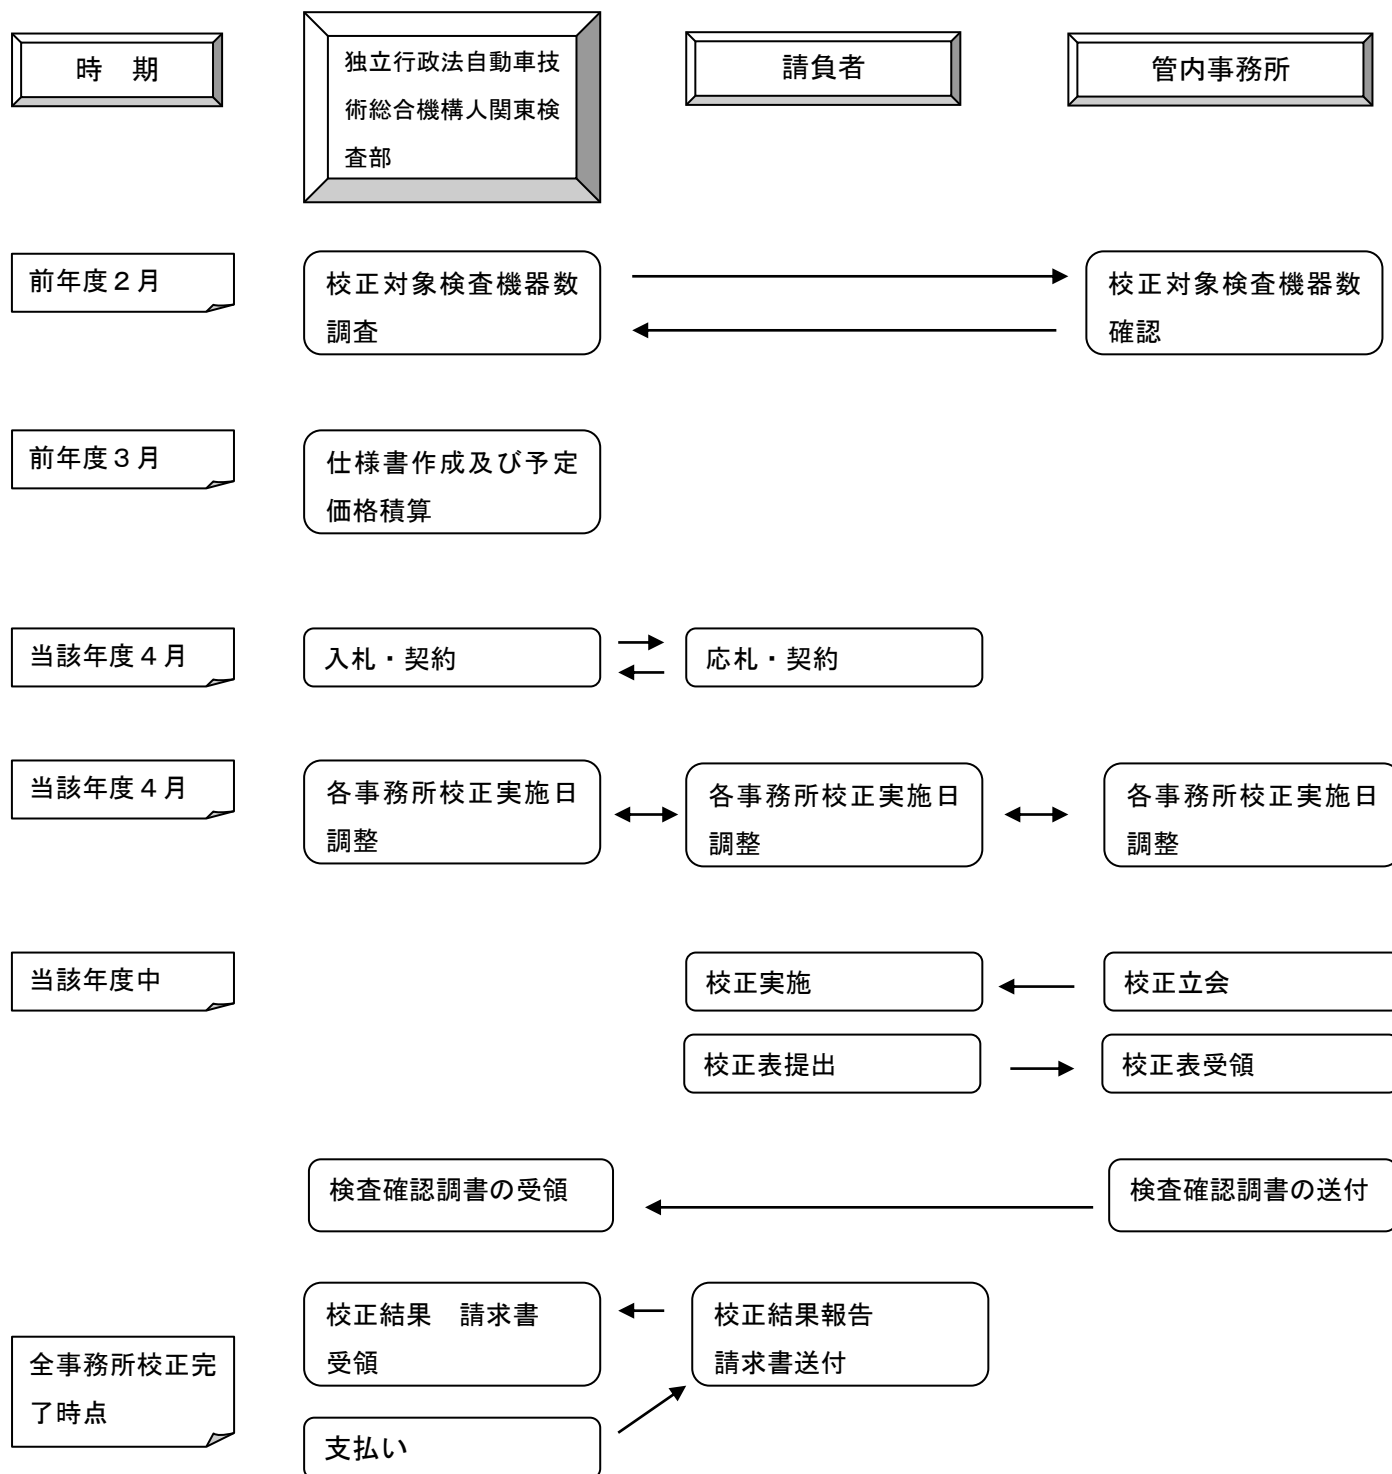 時　期
独立行政法自動車技
術総合機構人関東検
査部
請負者
管内事務所
前年度２月
校正対象検査機器数
調査
校正対象検査機器数
確認
前年度３月
仕様書作成及び予定
価格積算
当該年度４月
入札・契約
応札・契約
当該年度４月
各事務所校正実施日
調整
各事務所校正実施日
調整
各事務所校正実施日
調整
当該年度中
校正実施
校正立会
校正表提出
校正表受領
検査確認調書の受領
検査確認調書の送付
校正結果　請求書
受領
校正結果報告
請求書送付
全事務所校正完
了時点
支払い